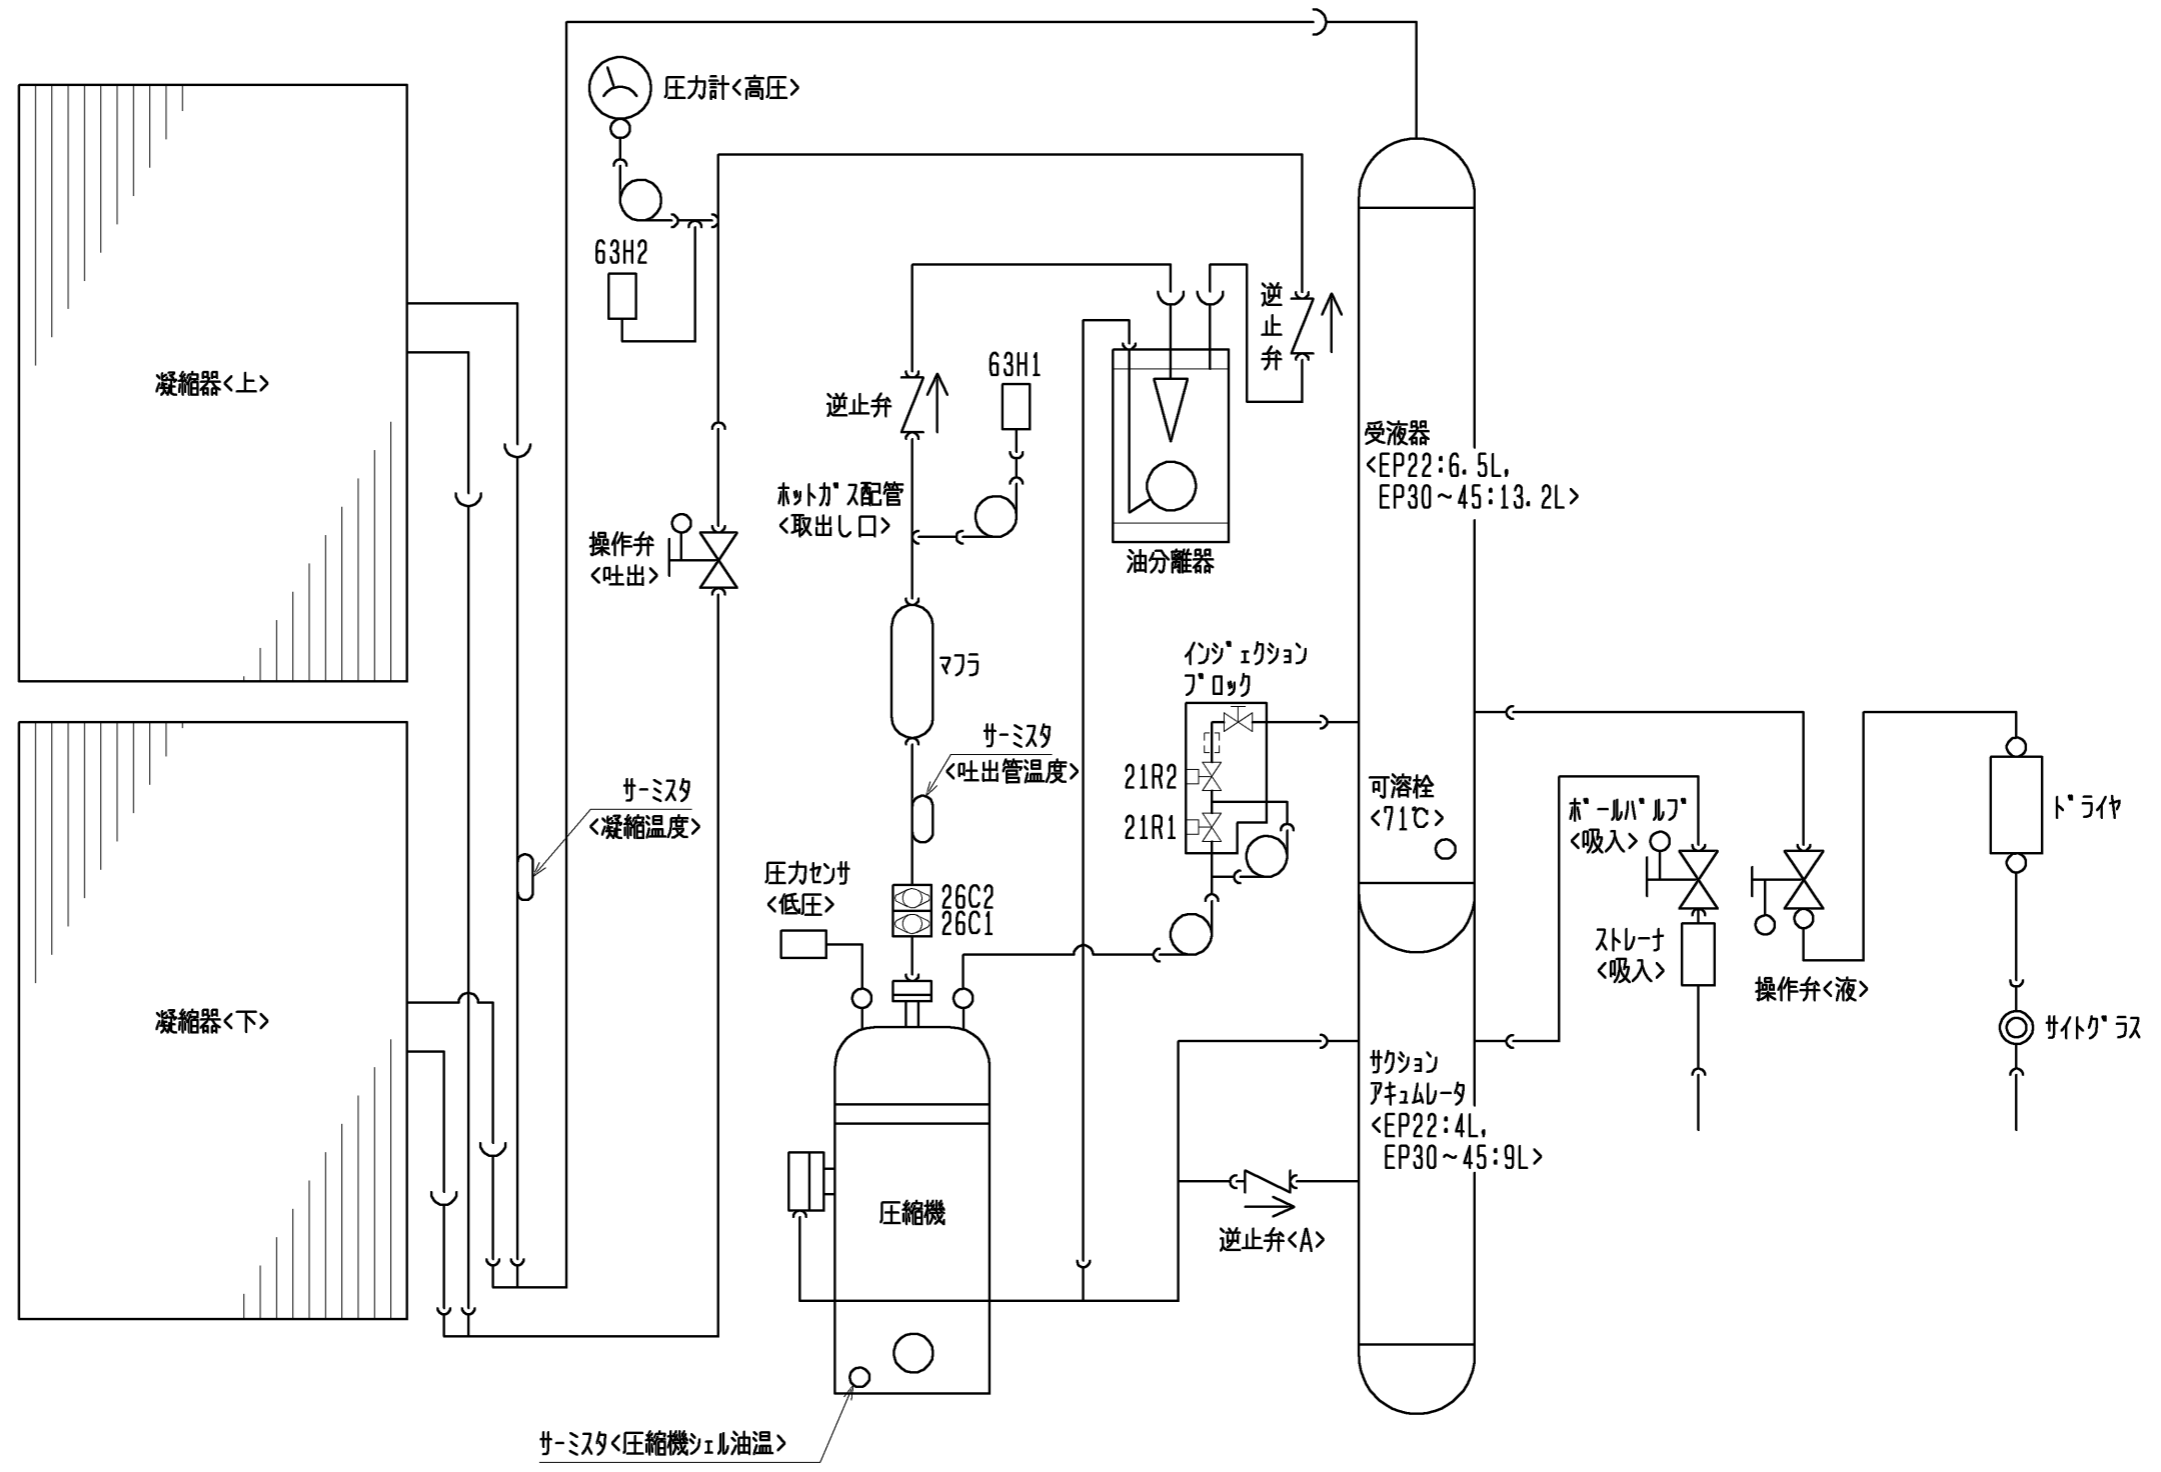 圧力計<高圧>
63H2
凝縮器<上>
逆止弁
63H1
逆止弁
ホットガス配管
<取出し口>
操作弁
<吐出>
油分離器
受液器
<EP22:6.5L,
EP30~45:13.2L>
マフラ
インジェクション
ブロック
サーミスタ
<吐出管温度>
21R2
21R1
サーミスタ
<凝縮温度>
可溶栓
<71℃>
ボールバルブ
<吸入>
ドライヤ
圧力センサ
<低圧>
26C2
26C1
ストレーナ
<吸入>
操作弁<液>
凝縮器<下>
サイトグラス
サクション
アキュムレータ
<EP22:4L,
EP30~45:9L>
圧縮機
逆止弁<A>
サーミスタ<圧縮機シェル油温>